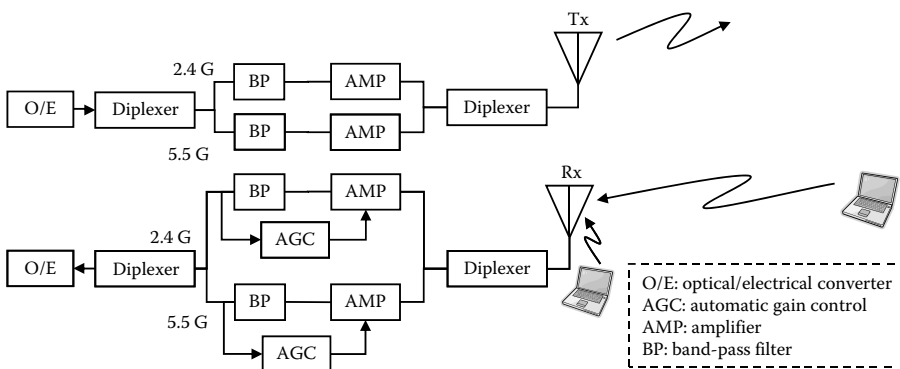 Tx
2.4 G
BP
AMP
O/E
Diplexer
Diplexer
BP
AMP
5.5 G
Rx
BP
AMP
2.4 G
AGC
O/E
Diplexer
Diplexer
BP
AMP
5.5 G
AGC
O/E: optical/electrical converter
AGC: automatic gain control
AMP: amplifier
BP: band-pass filter